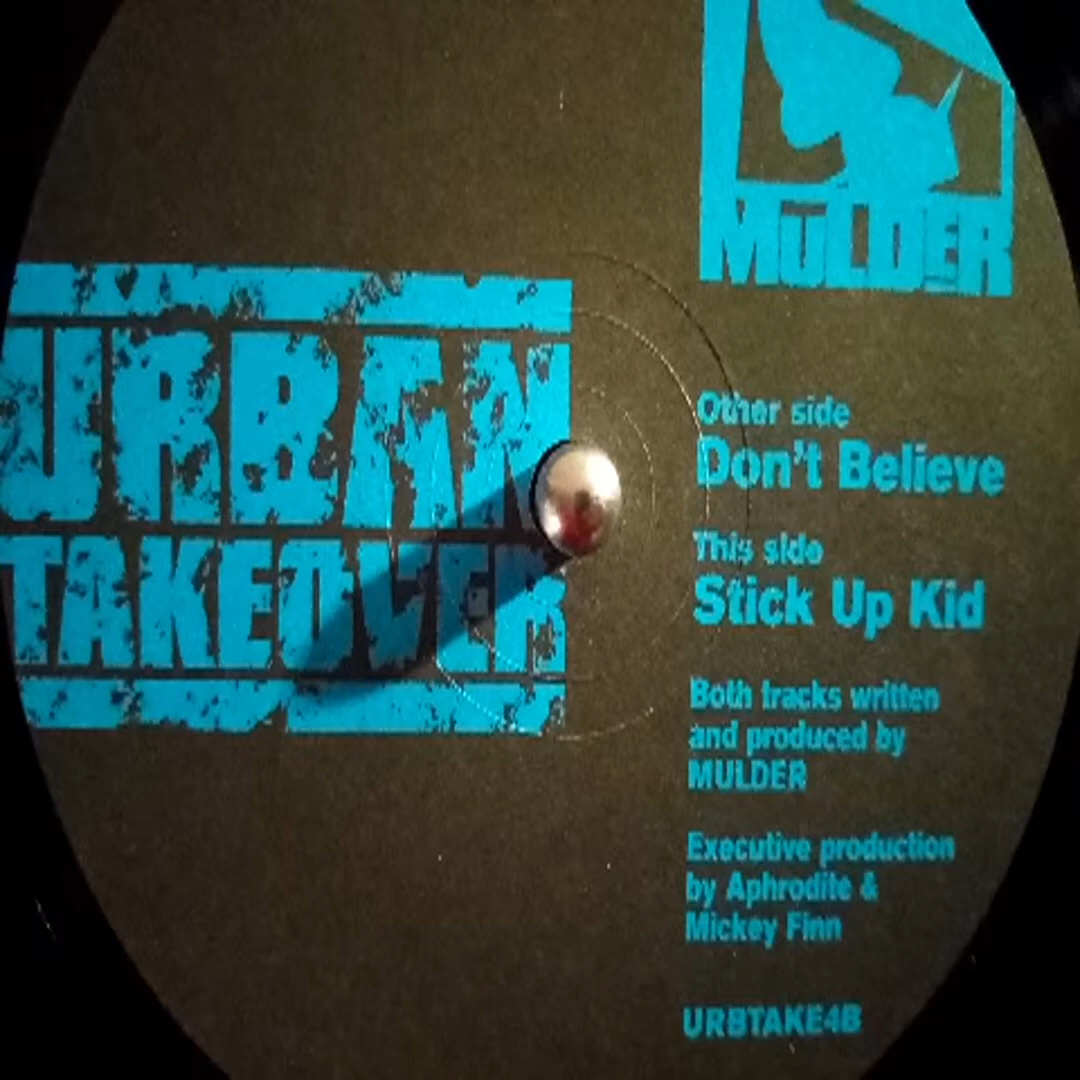 URBAN
TAKEOVER
MULDER
Other side
Don't Believe
This side
Stick Up Kid
Both tracks written
and produced by
MULDER
Executive production
by Aphrodite &
Mickey Finn
URBTAKE4B